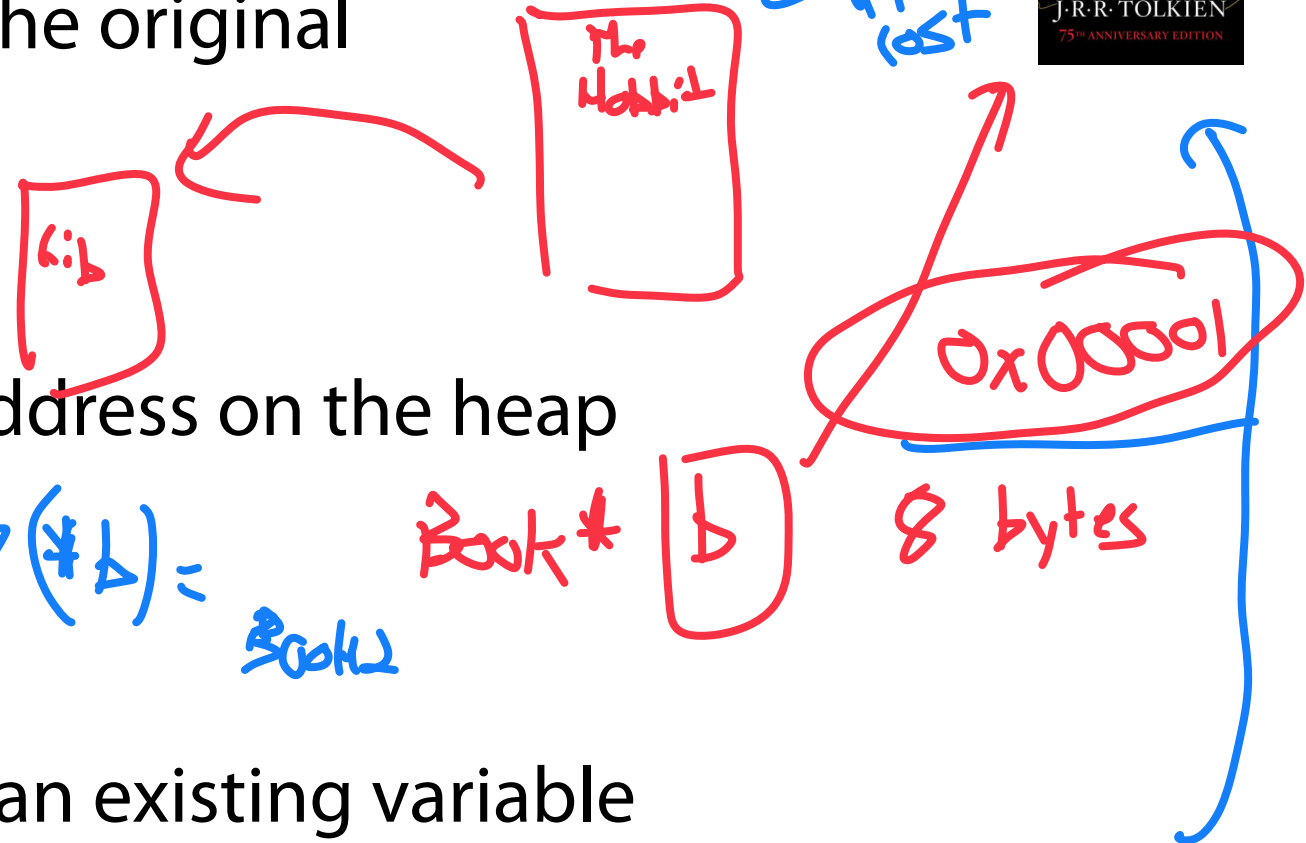 he original
The
Hobbit
cost
J·R·R· TOLKIEN
75TH ANNIVERSARY EDITION
Lib
0x00001
ddress on the heap
(*b) =
Book* b
8 bytes
Book2
an existing variable